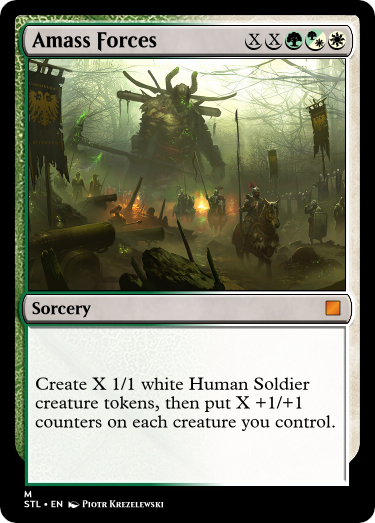 Amass Forces X X
Sorcery
Create X 1/1 white Human Soldier
creature tokens, then put X +1/+1
counters on each creature you control.
M
STL • EN Piotr Krezelewski